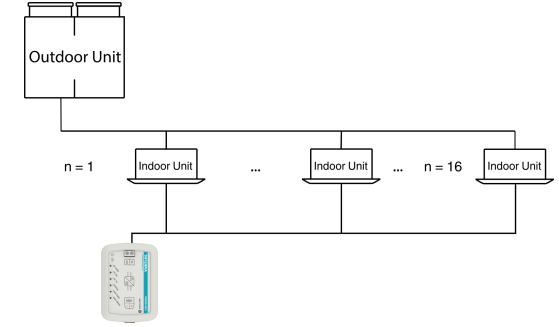 Outdoor Unit
n = 1
Indoor Unit
...
Indoor Unit
...
n = 16
Indoor Unit